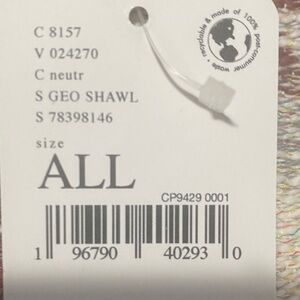 C 8157
V 024270
C neutr
S GEO SHAWL
S 78398146
size
ALL
CP9429 0001
1 96790 40293 0
recyclable & made of 100% post-consumer waste